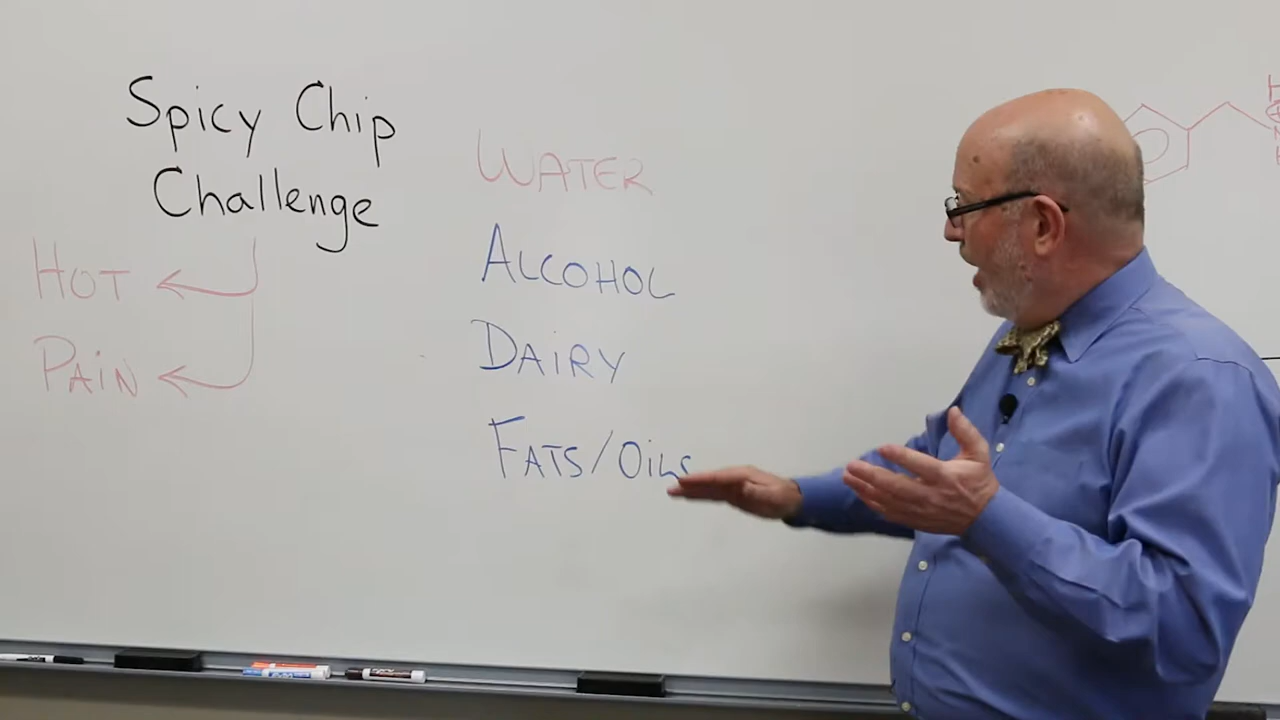 Spicy Chip
Challenge
HOT
PAiN
WATER
ALCOHOL
DAiRY
FATS/OiLS
H